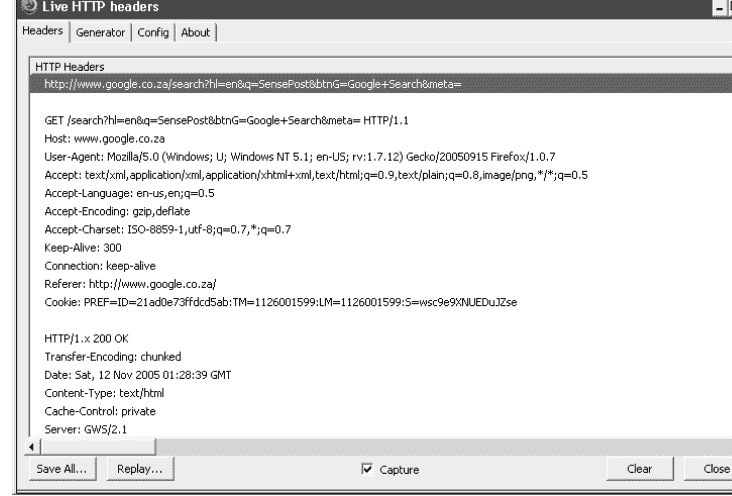 Live HTTP headers
Headers Generator Config About
HTTP Headers
http://www.google.co.za/search?hl=en&q=SensePost&btnG=Google+Search&meta=
GET /search?hl=en&q=SensePost&btnG=Google+Search&meta= HTTP/1.1
Host: www.google.co.za
User-Agent: Mozilla/5.0 (Windows; U; Windows NT 5.1; en-US; rv:1.7.12) Gecko/20050915 Firefox/1.0.7
Accept: text/xml,application/xml,application/xhtml+xml,text/html;q=0.9,text/plain;q=0.8,image/png,*/*;q=0.5
Accept-Language: en-us,en;q=0.5
Accept-Encoding: gzip,deflate
Accept-Charset: ISO-8859-1,utf-8;q=0.7,*;q=0.7
Keep-Alive: 300
Connection: keep-alive
Referer: http://www.google.co.za/
Cookie: PREF=ID=21ad0e73ffdcd5ab:TM=1126001599:LM=1126001599:S=wsc9e9XNUEDuJZse
HTTP/1.x 200 OK
Transfer-Encoding: chunked
Date: Sat, 12 Nov 2005 01:28:39 GMT
Content-Type: text/html
Cache-Control: private
Server: GWS/2.1
Save All... Replay... Capture Clear Close